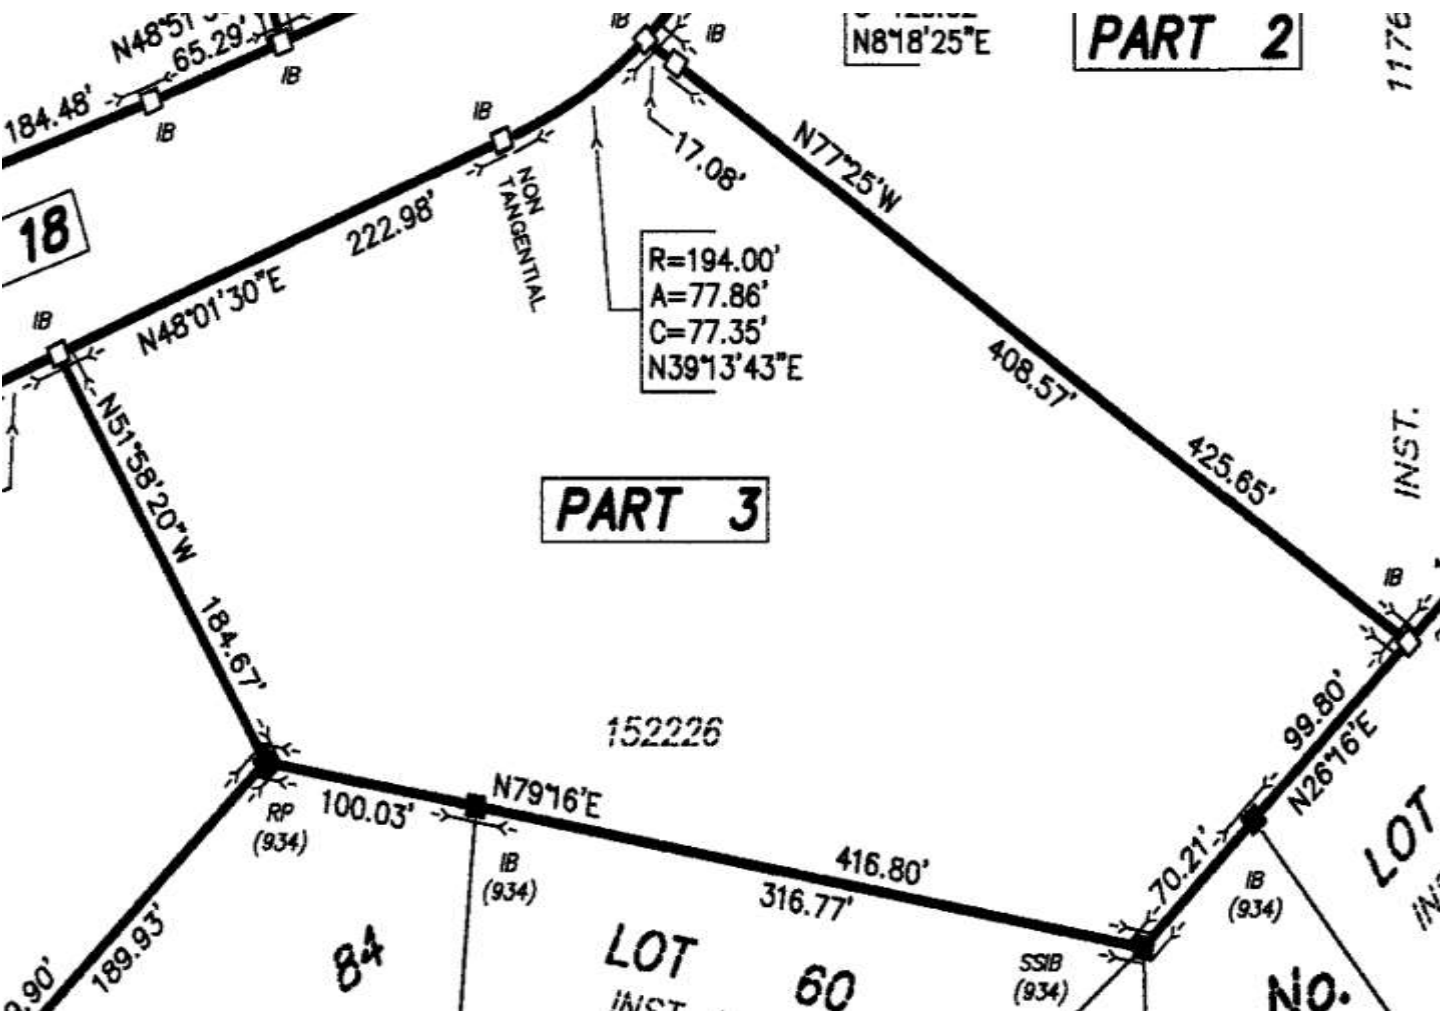 65.29'
184.48'
IB
IB
IB
IB
IB
N8°18'25"E
PART 2
1176
18
222.98'
N48°01'30"E
NON
TANGENTIAL
17.08'
R=194.00'
A=77.86'
C=77.35'
N39°13'43"E
N77°25'W
408.57'
425.65'
INST.
IB
N51°58'20"W
184.67'
PART 3
152226
IB
99.80'
N26°16'E
RP
(934)
100.03'
N79°16'E
IB
(934)
416.80'
316.77'
70.21'
IB
(934)
LOT
189.93'
84
LOT 60
INST
SSIB
(934)
No.